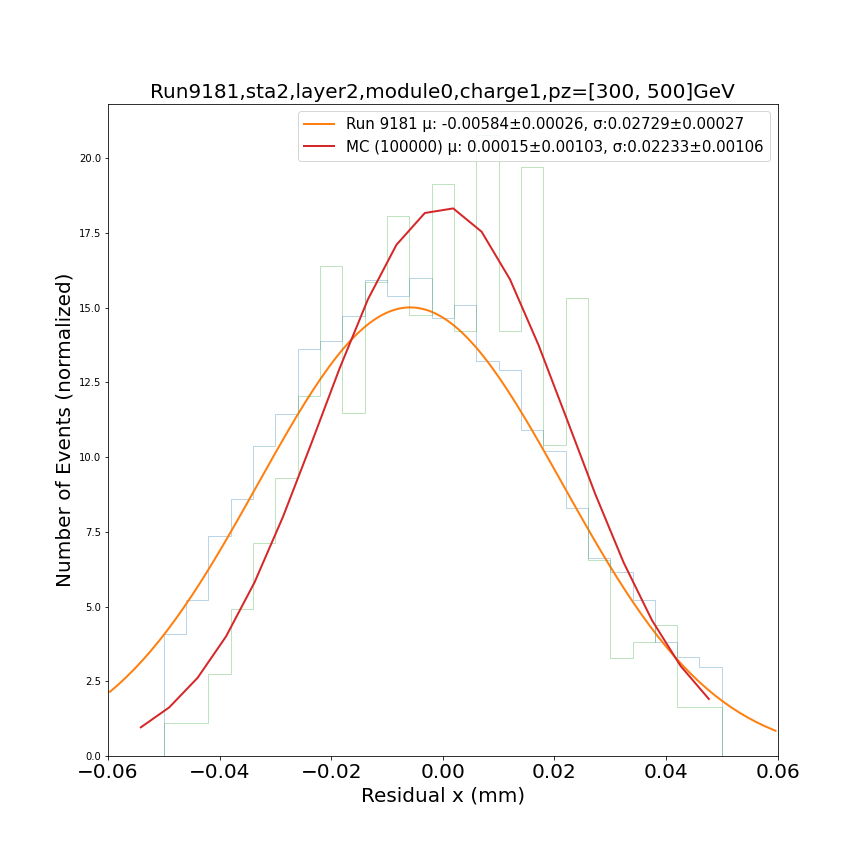 Run9181,sta2,layer2,module0,charge1,pz=[300, 500]GeV
Run 9181 μ: -0.00584±0.00026, σ:0.02729±0.00027
MC (100000) μ: 0.00015±0.00103, σ:0.02233±0.00106
20.0
17.5
15.0
12.5
10.0
7.5
5.0
2.5
0.0
Number of Events (normalized)
−0.06 −0.04 −0.02 0.00 0.02 0.04 0.06
Residual x (mm)